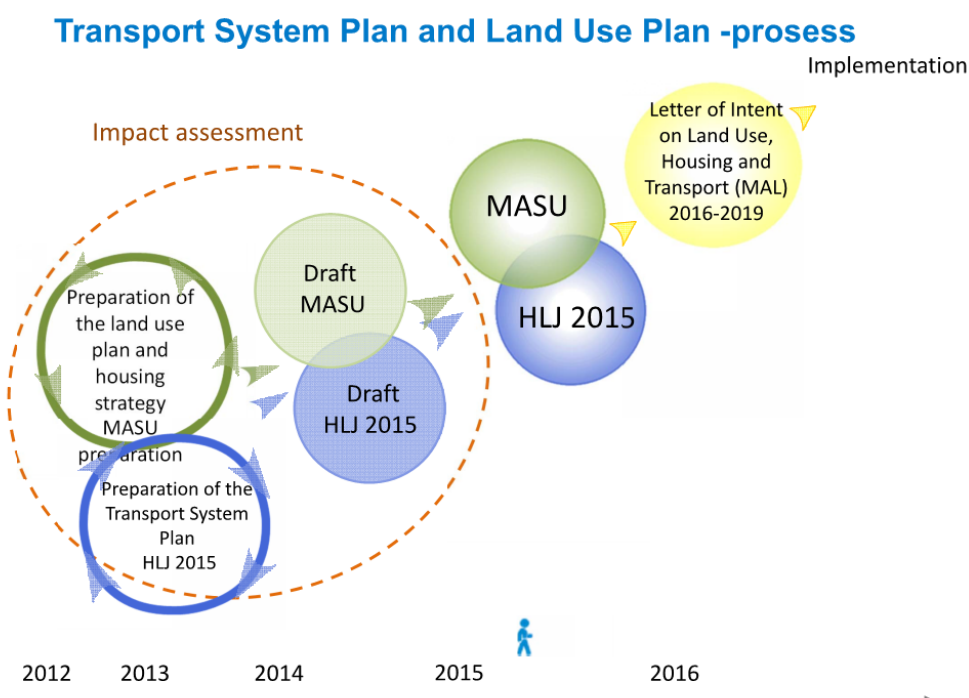 Transport System Plan and Land Use Plan -prosess
Implementation
Impact assessment
Letter of Intent
on Land Use,
Housing and
Transport (MAL)
2016-2019
MASU
HLJ 2015
Draft
MASU
Draft
HLJ 2015
Preparation of
the land use
plan and
housing
strategy
MASU
preparation
Preparation of the
Transport System
Plan
HLJ 2015
2012 2013 2014 2015 2016